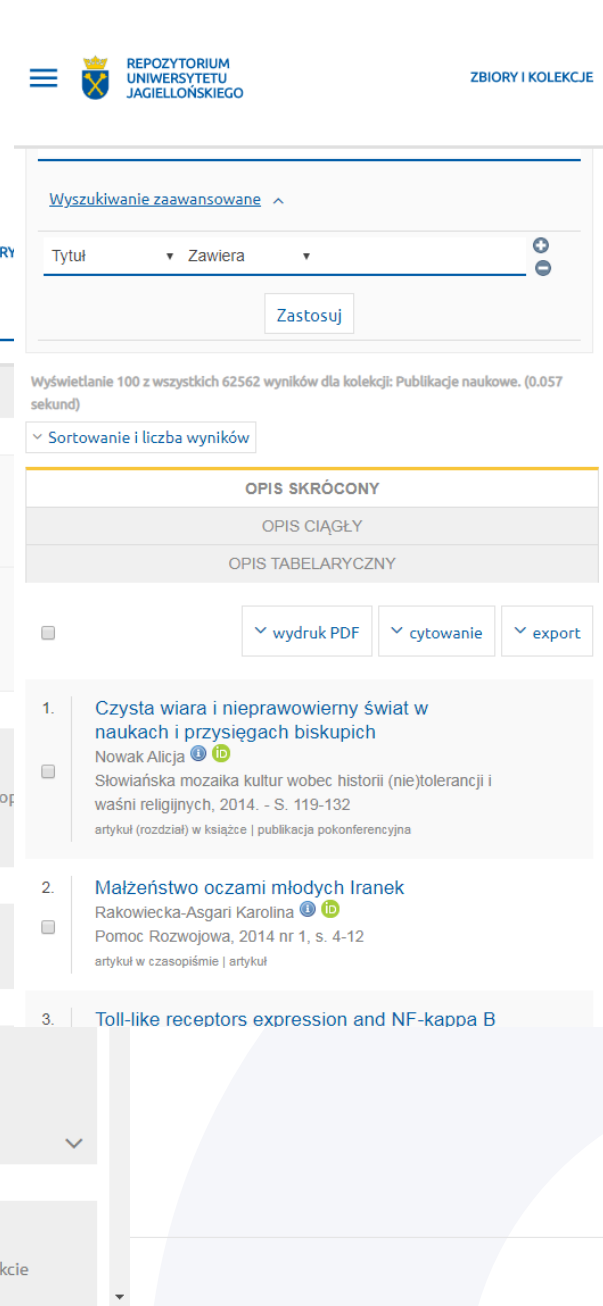 REPOZYTORIUM
UNIWERSYTETU
JAGIELLOŃSKIEGO
ZBIORY I KOLEKCJE
Wyszukiwanie zaawansowane
RY
Tytuł Zawiera
Zastosuj
Wyświetlanie 100 z wszystkich 62562 wyników dla kolekcji: Publikacje naukowe. (0.057
sekund)
Sortowanie i liczba wyników
OPIS SKRÓCONY
OPIS CIĄGŁY
OPIS TABELARYCZNY
wydruk PDF cytowanie export
1. Czysta wiara i nieprawowierny świat w
naukach i przysięgach biskupich
Nowak Alicja iD
Słowiańska mozaika kultur wobec historii (nie)tolerancji i
waśni religijnych, 2014. - S. 119-132
artykuł (rozdział) w książce | publikacja pokonferencyjna
2. Małżeństwo oczami młodych Iranek
Rakowiecka-Asgari Karolina iD
Pomoc Rozwojowa, 2014 nr 1, s. 4-12
artykuł w czasopiśmie | artykuł
3. Toll-like receptors expression and NF-kappa B
kcie